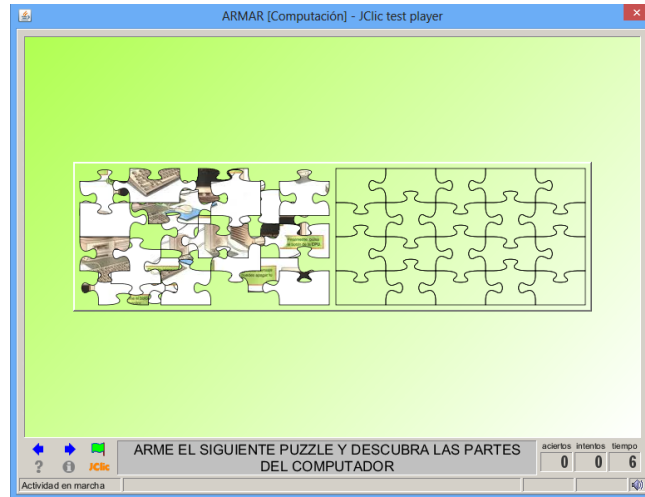 ARMAR [Computación] - JClic test player
ARME EL SIGUIENTE PUZZLE Y DESCUBRA LAS PARTES
DEL COMPUTADOR
aciertos intentos tiempo
0 0 6
? i JClic
Actividad en marcha